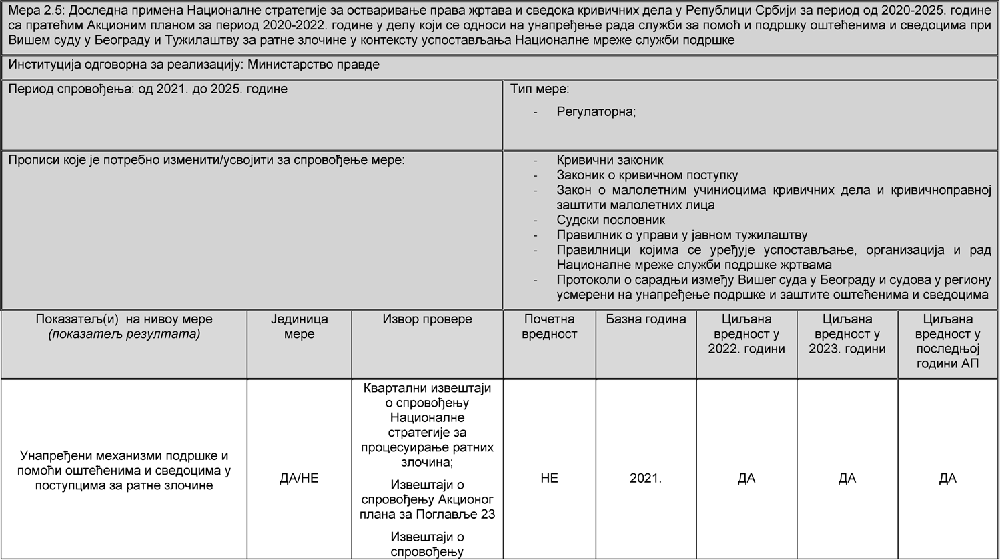 Мера 2.5: Доследна примена Националне стратегије за остваривање права жртава и сведока кривичних дела у Републици Србији за период од 2020-2025. године
са пратећим Акционим планом за период 2020-2022. године у делу који се односи на унапређење рада служби за помоћ и подршку оштећенима и сведоцима при
Вишем суду у Београду и Тужилаштву за ратне злочине у контексту успостављања Националне мреже служби подршке
Институција одговорна за реализацију: Министарство правде
Период спровођења: од 2021. до 2025. године
Тип мере:
- Регулаторна;
Прописи које је потребно изменити/усвојити за спровођење мере:
- Кривични законик
- Законик о кривичном поступку
- Закон о малолетним учиниоцима кривичних дела и кривичноправној
заштити малолетних лица
- Судски пословник
- Правилник о управи у јавном тужилаштву
- Правилници којима се уређује успостављање, организација и рад
Националне мреже служби подршке жртвама
- Протоколи о сарадњи између Вишег суда у Београду и судова у региону
усмерени на унапређење подршке и заштите оштећенима и сведоцима
Показатељ(и) на нивоу мере
(показатељ резултата)
Јединица
мере
Извор провере
Почетна
вредност
Базна година
Циљана
вредност у
2022. години
Циљана
вредност у
2023. години
Циљана
вредност у
последњој
години АП
Унапређени механизми подршке и
помоћи оштећенима и сведоцима у
поступцима за ратне злочине
ДА/НЕ
Квартални извештаји
о спровођењу
Националне
стратегије за
процесуирање ратних
злочина;
Извештаји о
спровођењу Акционог
плана за Поглавље 23
Извештаји о
спровођењу
НЕ
2021.
ДА
ДА
ДА